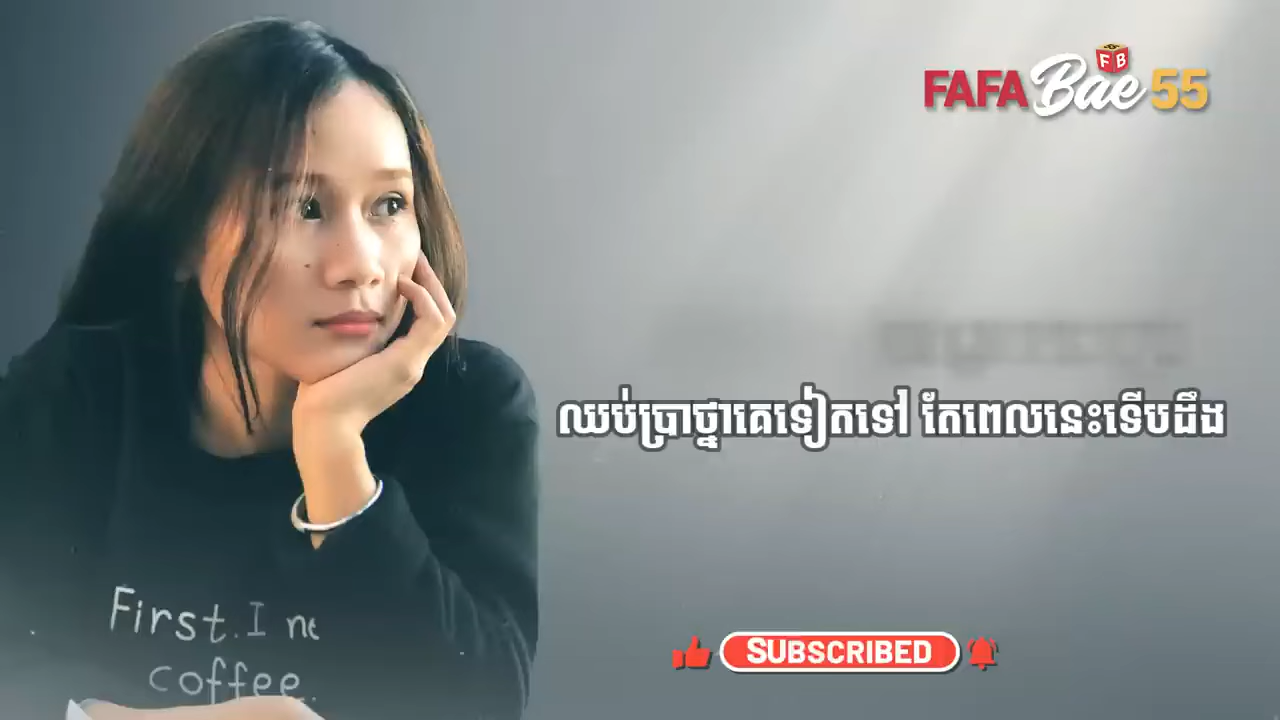 FAFA Bae 55
FB
ឈប់ប្រាថ្នាគេទៀតទៅ តែពេលនេះទើបដឹង
First. I ne
coffee.
SUBSCRIBED